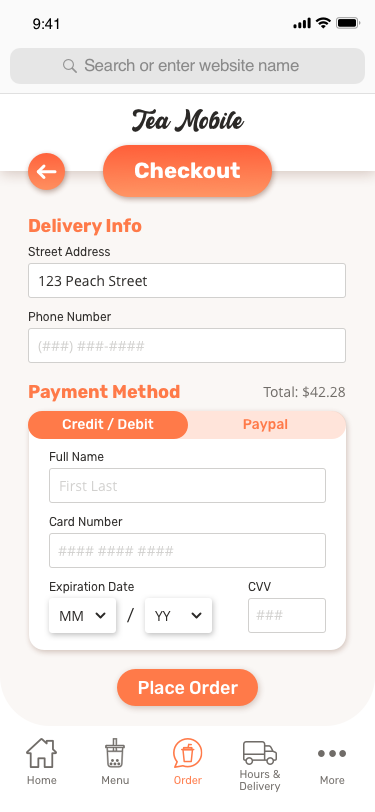 9:41
Search or enter website name
Tea Mobile
Checkout
Delivery Info
Street Address
123 Peach Street
Phone Number
(###) ###-####
Payment Method
Total: $42.28
Credit / Debit
Paypal
Full Name
First Last
Card Number
#### #### ####
Expiration Date
CVV
MM / YY
###
Place Order
Home
Menu
Order
Hours &
Delivery
More